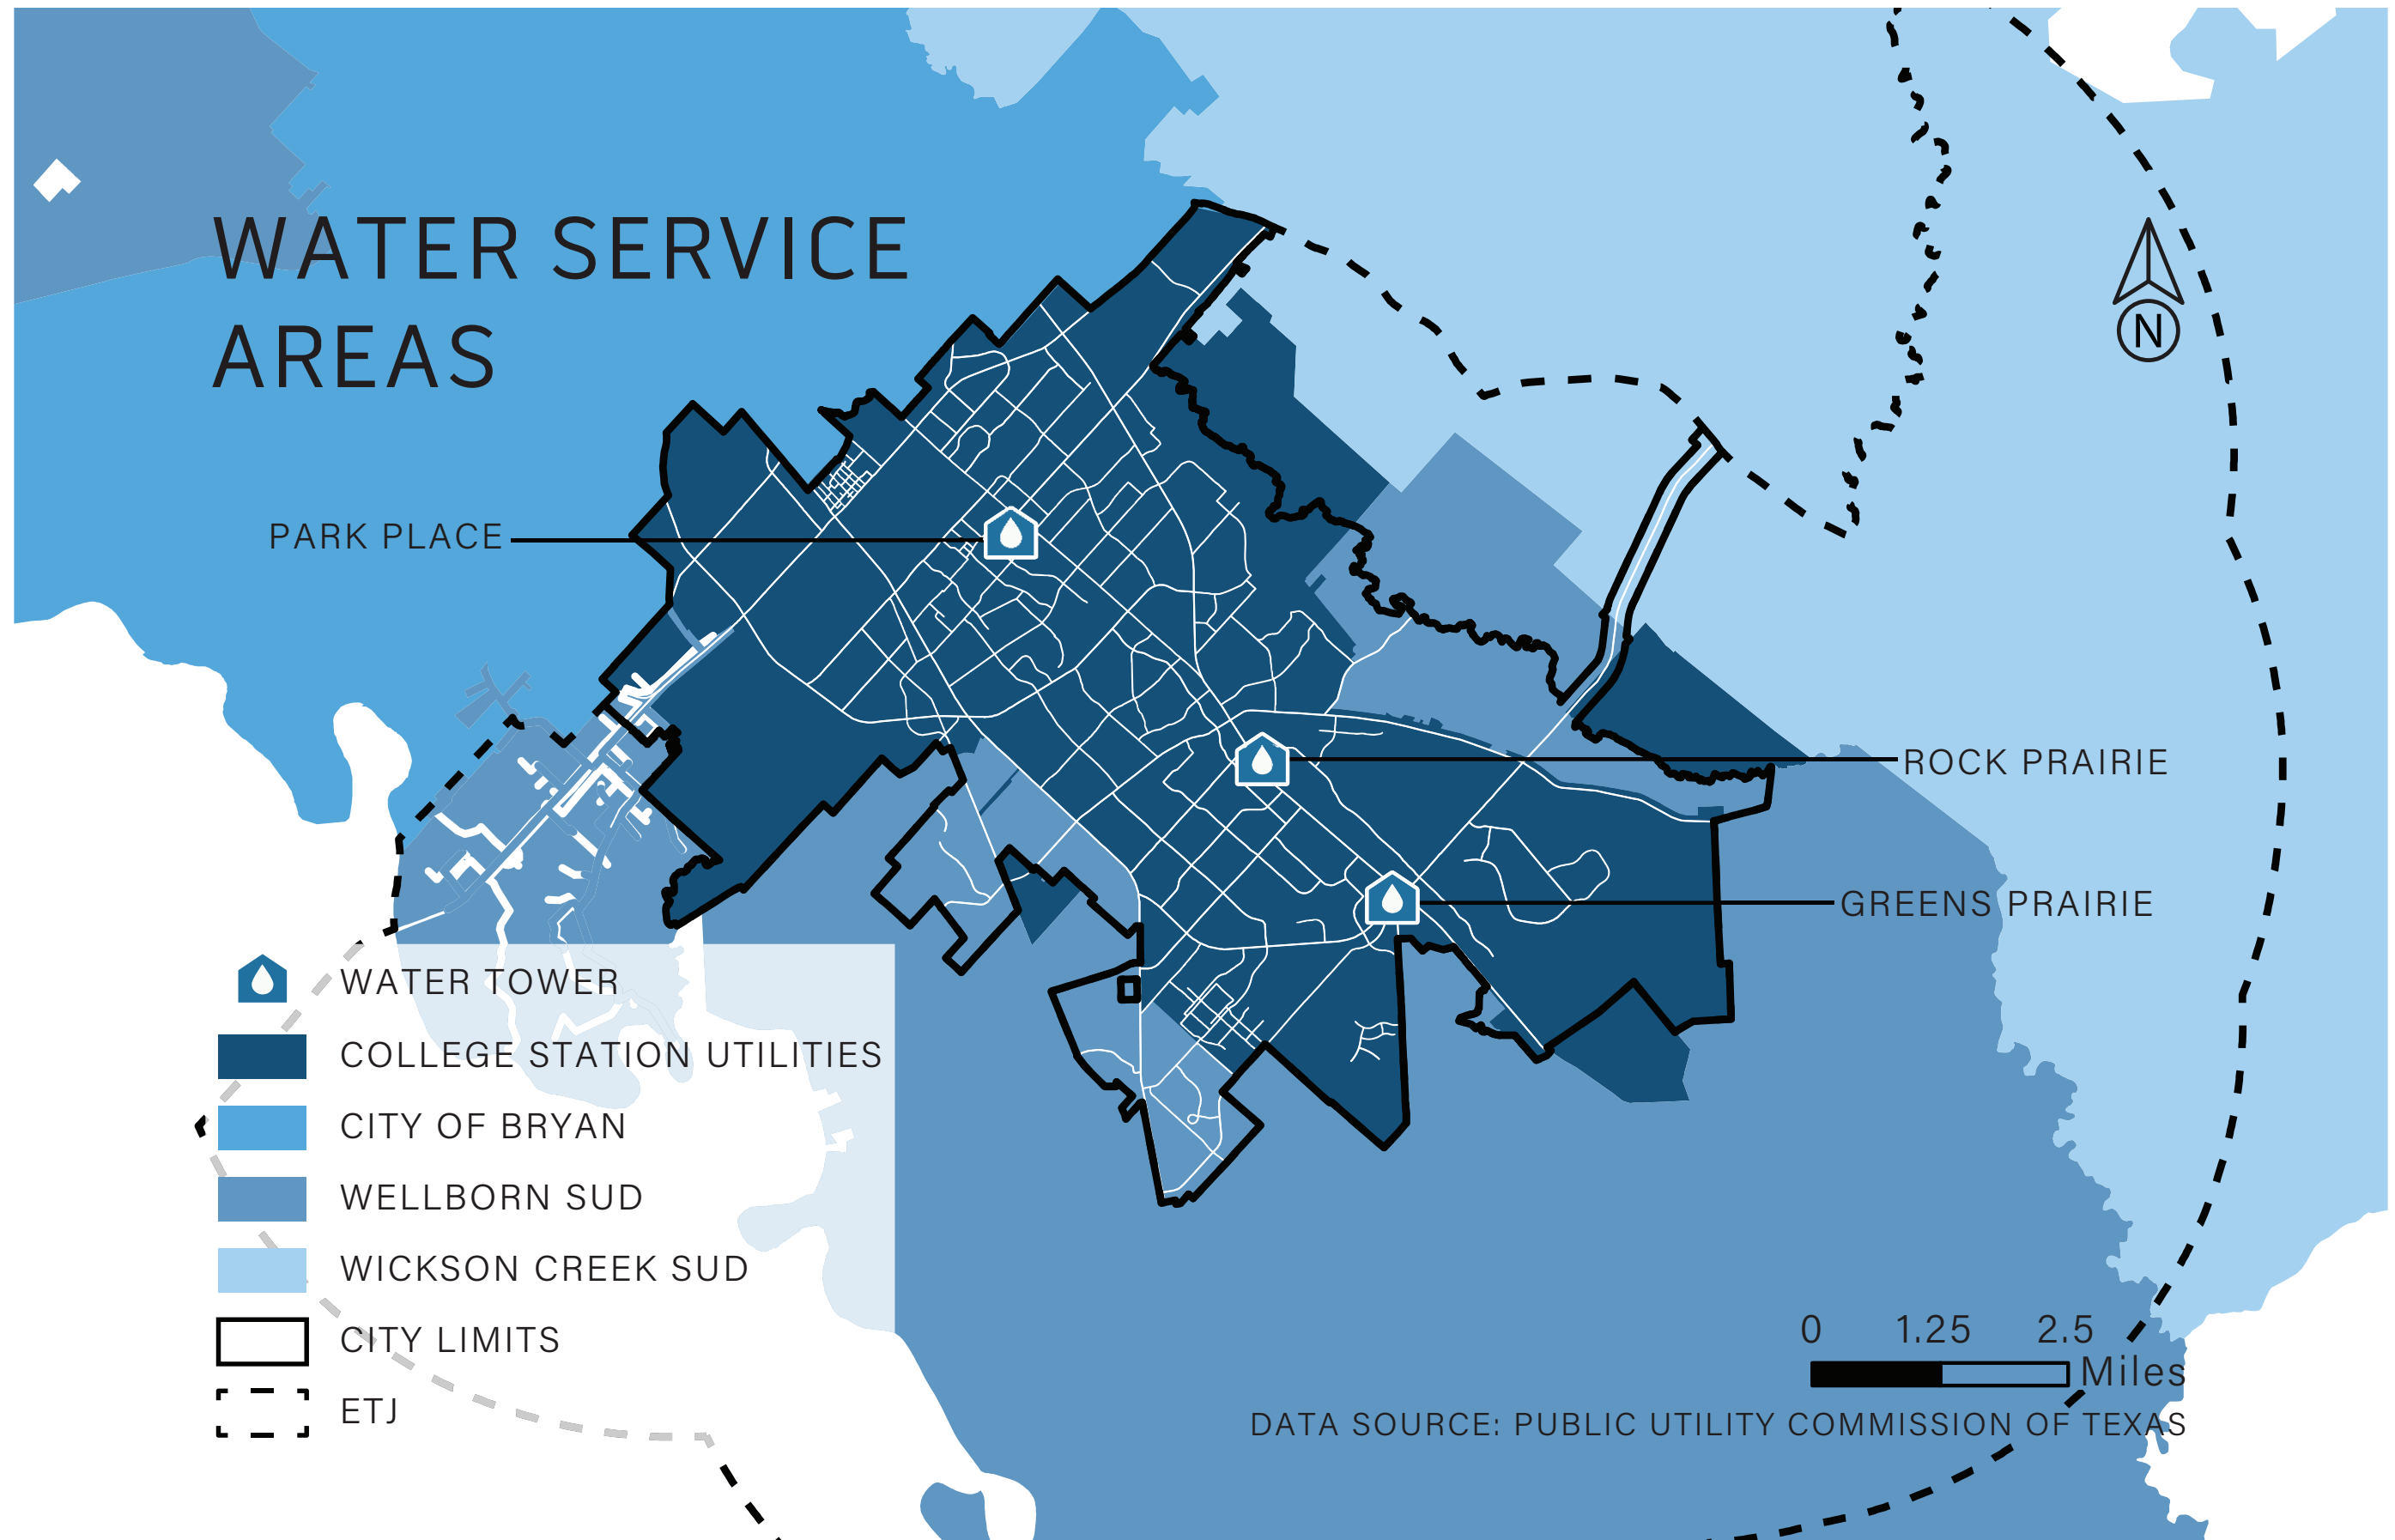 WATER SERVICE
AREAS
N
PARK PLACE
ROCK PRAIRIE
GREENS PRAIRIE
WATER TOWER
COLLEGE STATION UTILITIES
CITY OF BRYAN
WELLBORN SUD
WICKSON CREEK SUD
CITY LIMITS
ETJ
0 1.25 2.5
Miles
DATA SOURCE: PUBLIC UTILITY COMMISSION OF TEXAS